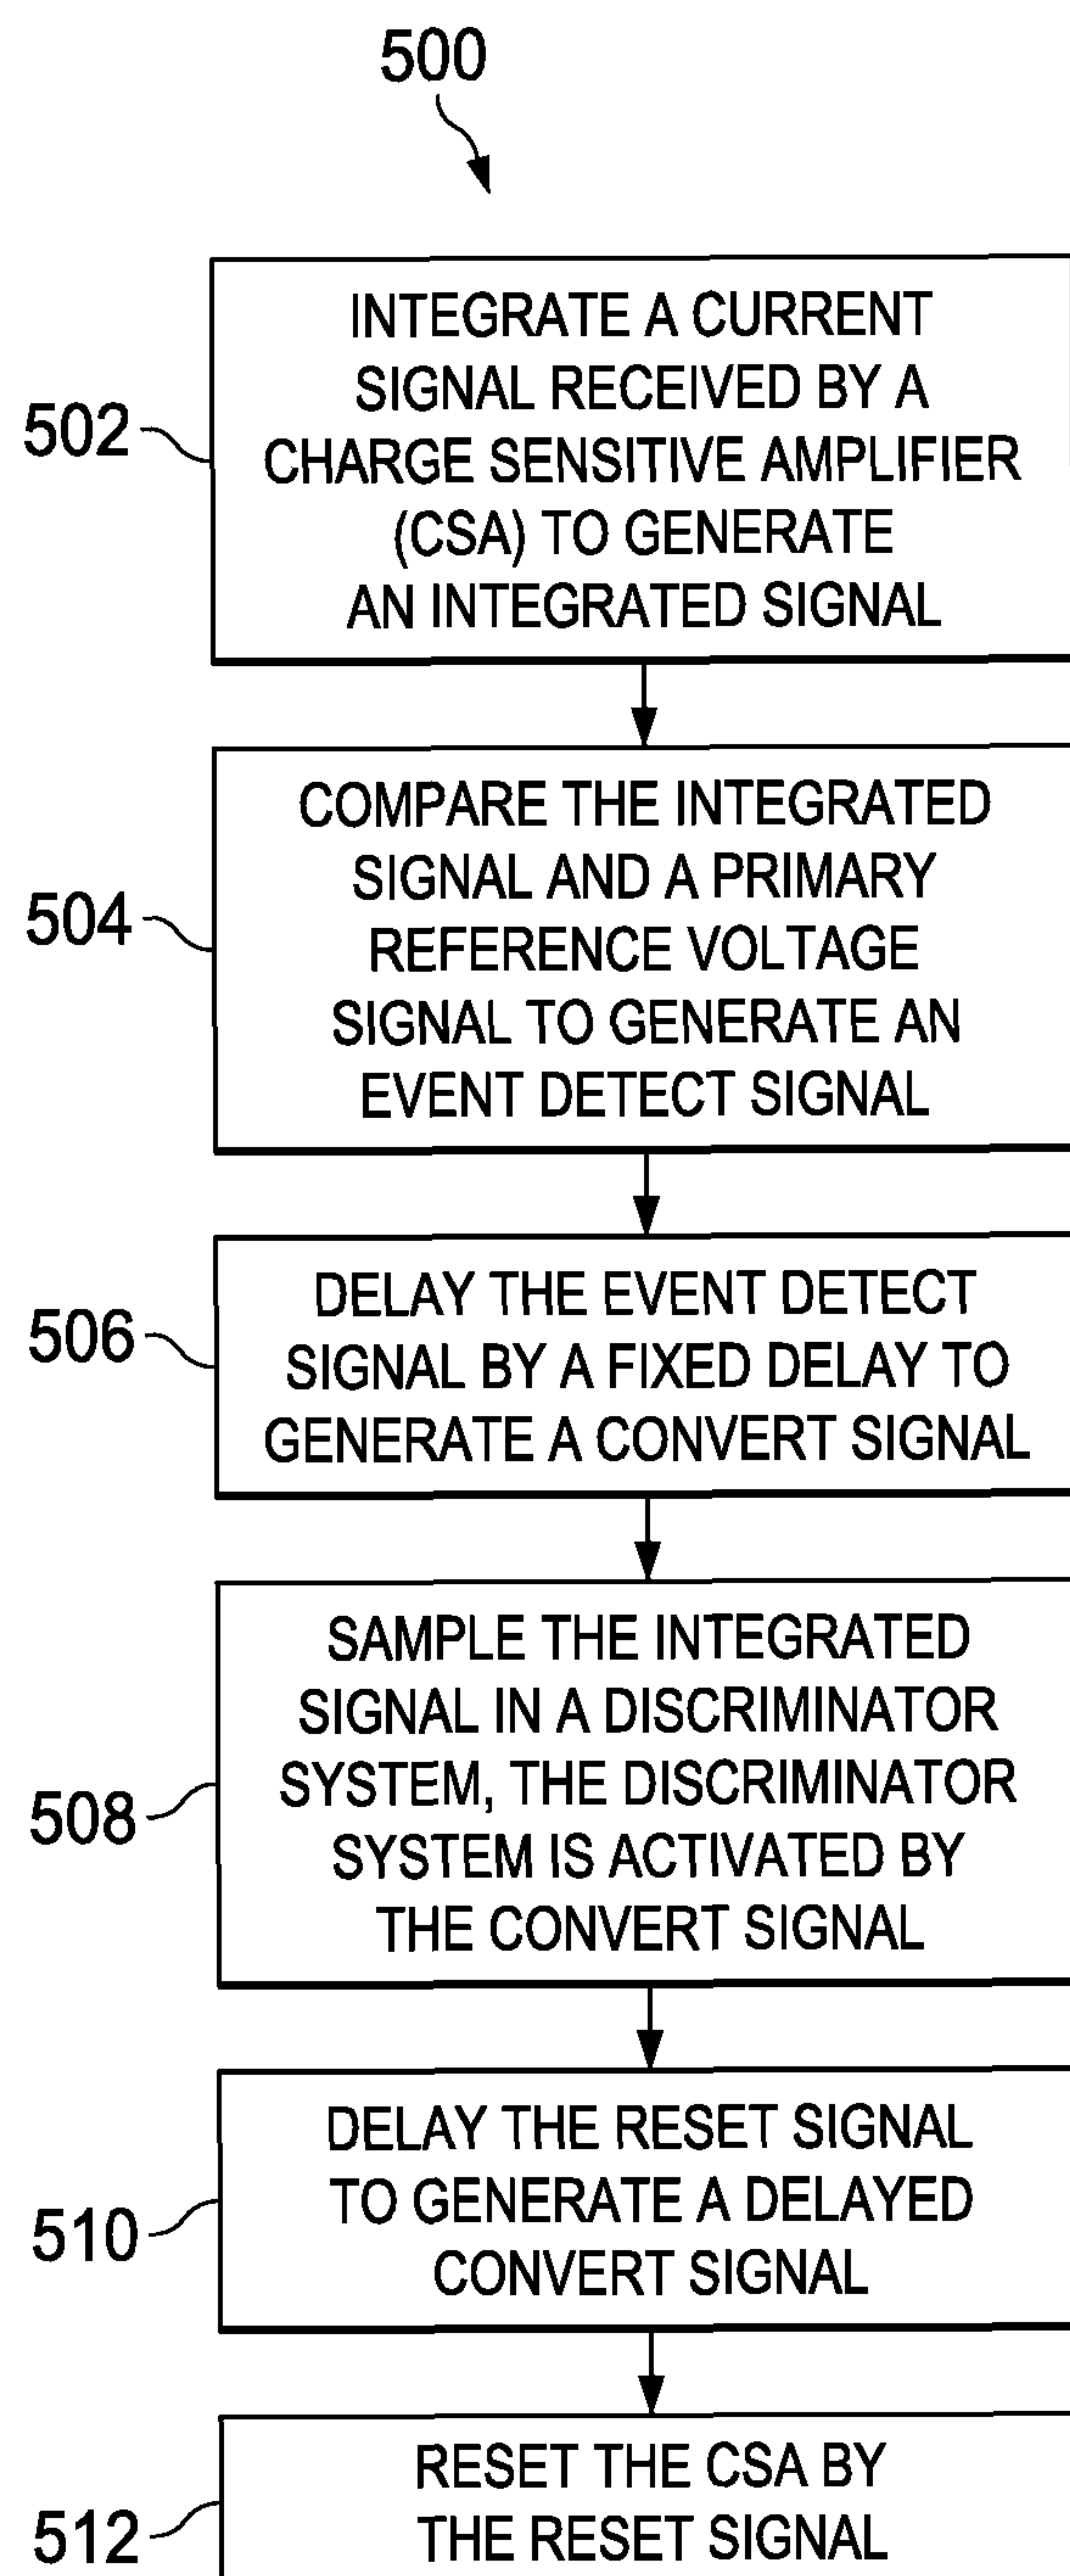 500
502
INTEGRATE A CURRENT
SIGNAL RECEIVED BY A
CHARGE SENSITIVE AMPLIFIER
(CSA) TO GENERATE
AN INTEGRATED SIGNAL
504
COMPARE THE INTEGRATED
SIGNAL AND A PRIMARY
REFERENCE VOLTAGE
SIGNAL TO GENERATE AN
EVENT DETECT SIGNAL
506
DELAY THE EVENT DETECT
SIGNAL BY A FIXED DELAY TO
GENERATE A CONVERT SIGNAL
508
SAMPLE THE INTEGRATED
SIGNAL IN A DISCRIMINATOR
SYSTEM, THE DISCRIMINATOR
SYSTEM IS ACTIVATED BY
THE CONVERT SIGNAL
510
DELAY THE RESET SIGNAL
TO GENERATE A DELAYED
CONVERT SIGNAL
512
RESET THE CSA BY
THE RESET SIGNAL